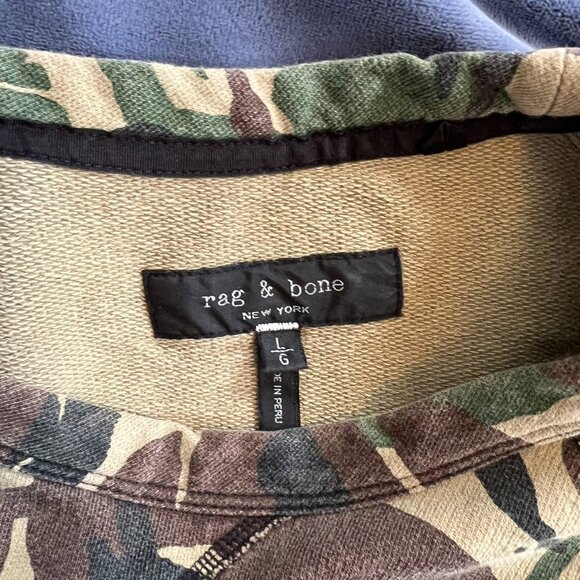 rag & bone
NEW YORK
L
G
DE IN PERU